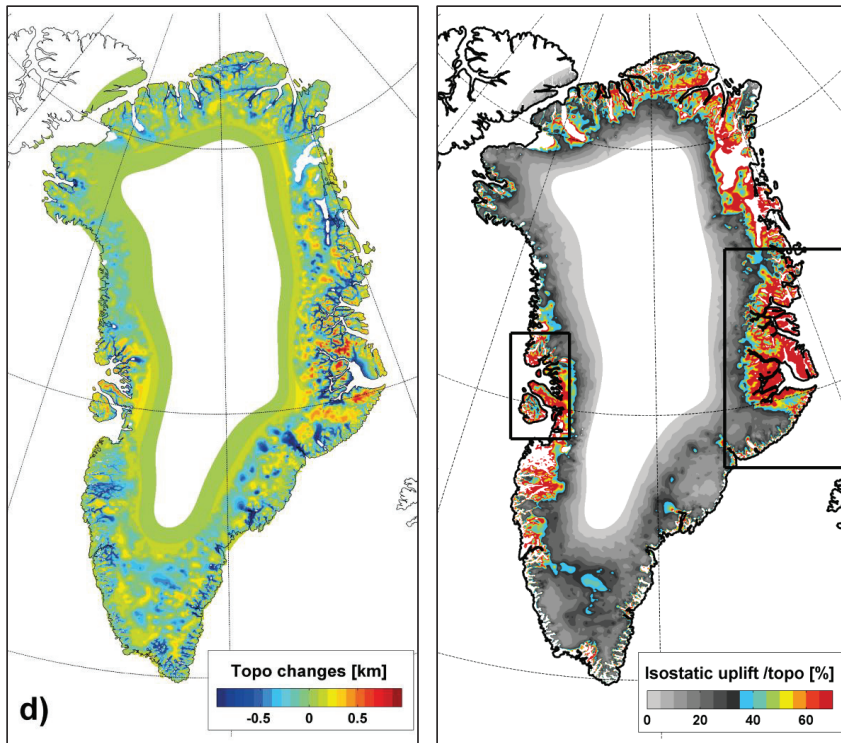 Topo changes [km]
-0.5 0 0.5
d)
Isostatic uplift /topo [%]
0 20 40 60